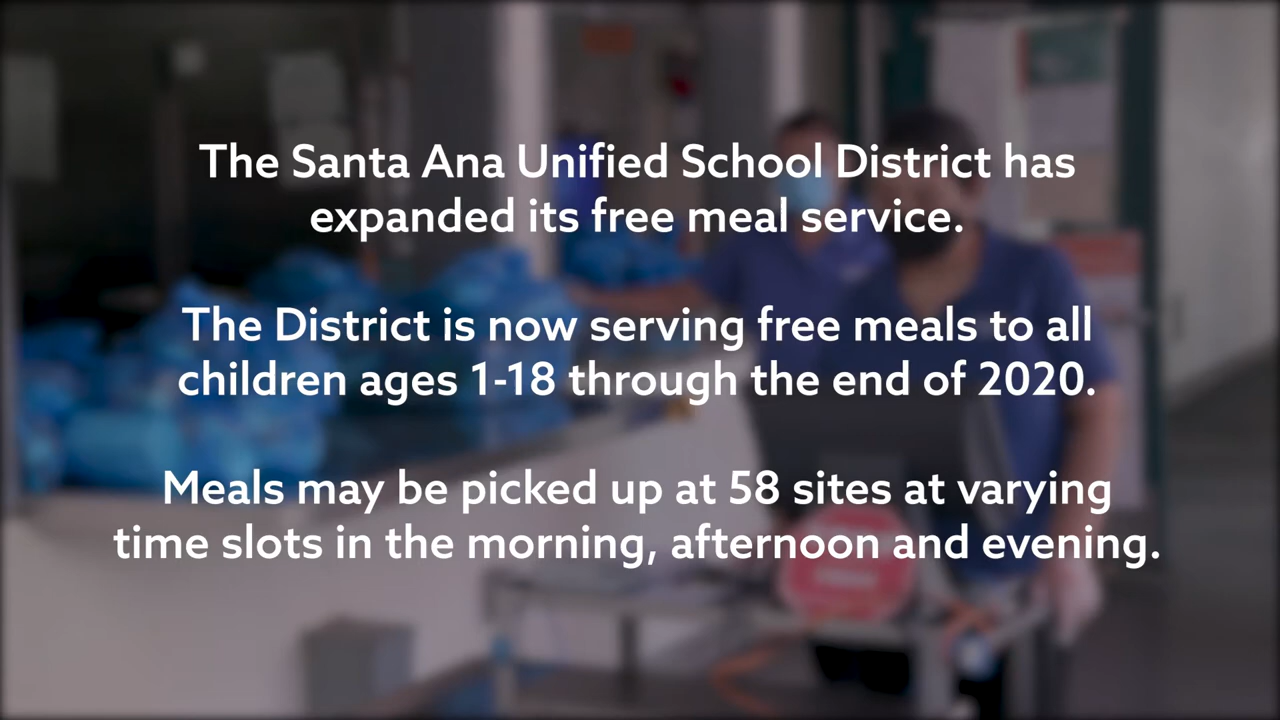 The Santa Ana Unified School District has
expanded its free meal service.
The District is now serving free meals to all
children ages 1-18 through the end of 2020.
Meals may be picked up at 58 sites at varying
time slots in the morning, afternoon and evening.